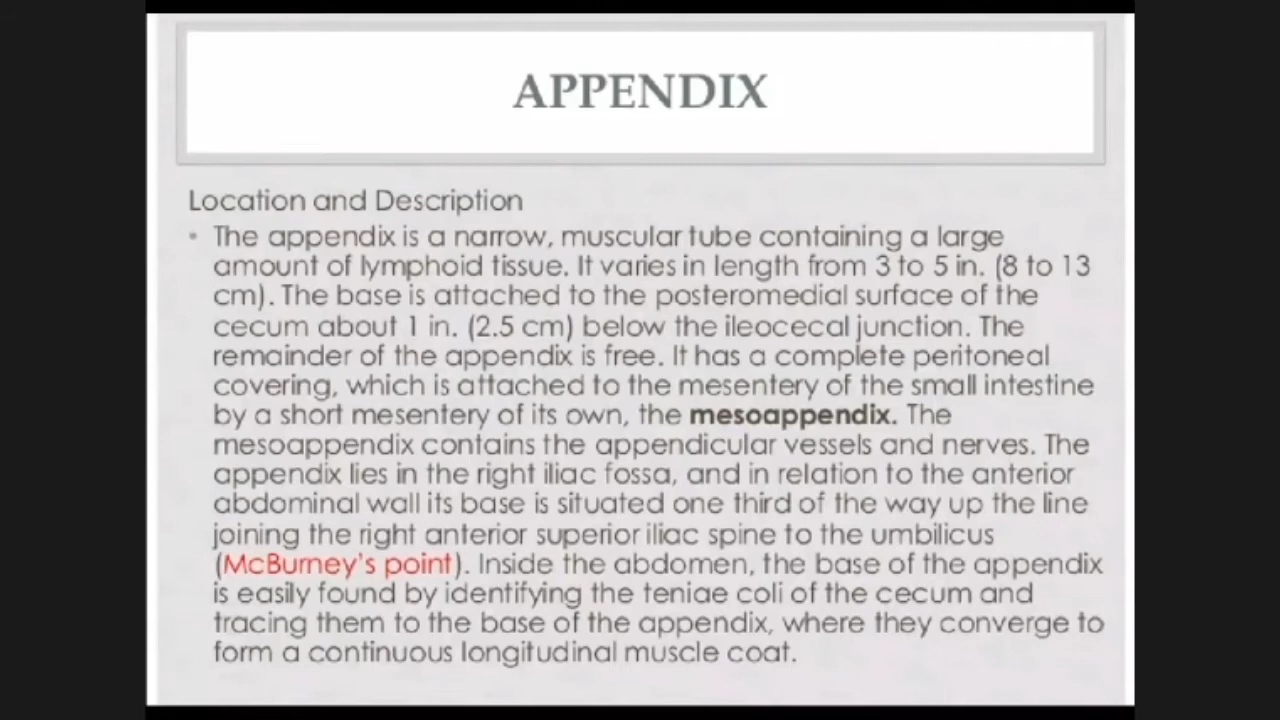 APPENDIX
Location and Description
• The appendix is a narrow, muscular tube containing a large
amount of lymphoid tissue. It varies in length from 3 to 5 in. (8 to 13
cm). The base is attached to the posteromedial surface of the
cecum about 1 in. (2.5 cm) below the ileocecal junction. The
remainder of the appendix is free. It has a complete peritoneal
covering, which is attached to the mesentery of the small intestine
by a short mesentery of its own, the mesoappendix. The
mesoappendix contains the appendicular vessels and nerves. The
appendix lies in the right iliac fossa, and in relation to the anterior
abdominal wall its base is situated one third of the way up the line
joining the right anterior superior iliac spine to the umbilicus
(McBurney's point). Inside the abdomen, the base of the appendix
is easily found by identifying the teniae coli of the cecum and
tracing them to the base of the appendix, where they converge to
form a continuous longitudinal muscle coat.